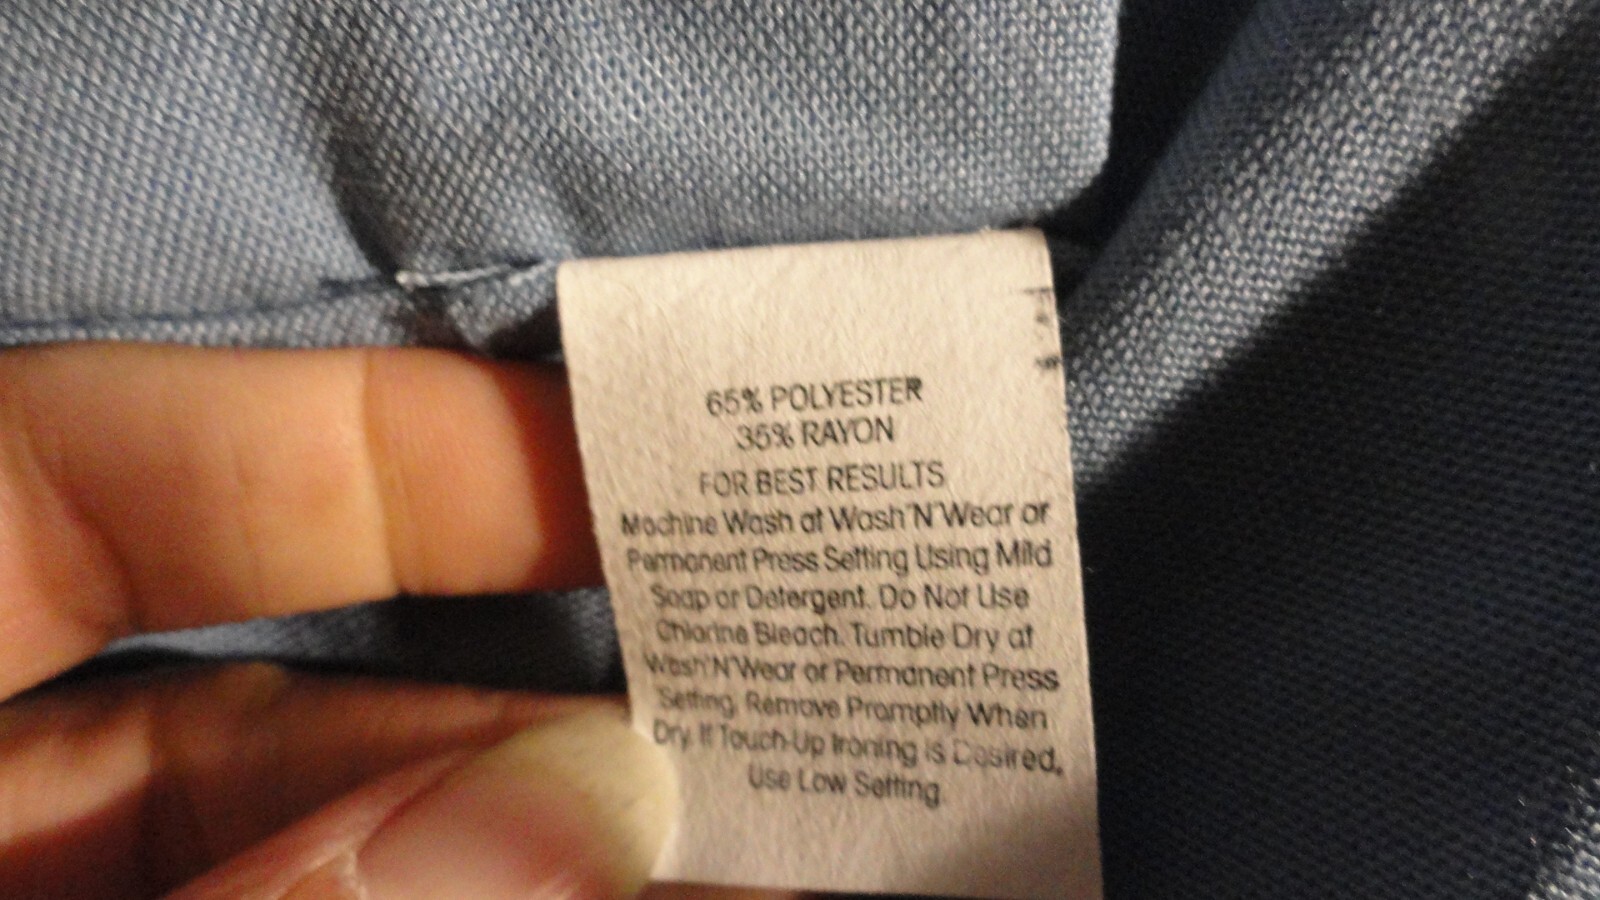 65% POLYESTER
35% RAYON
FOR BEST RESULTS
Machine Wash at Wash'N'Wear or
Permanent Press Setting Using Mild
Soap or Detergent. Do Not Use
Chlorine Bleach. Tumble Dry at
Wash'N'Wear or Permanent Press
Setting. Remove Promptly When
Dry. If Touch-Up Ironing is Desired,
Use Low Setting.